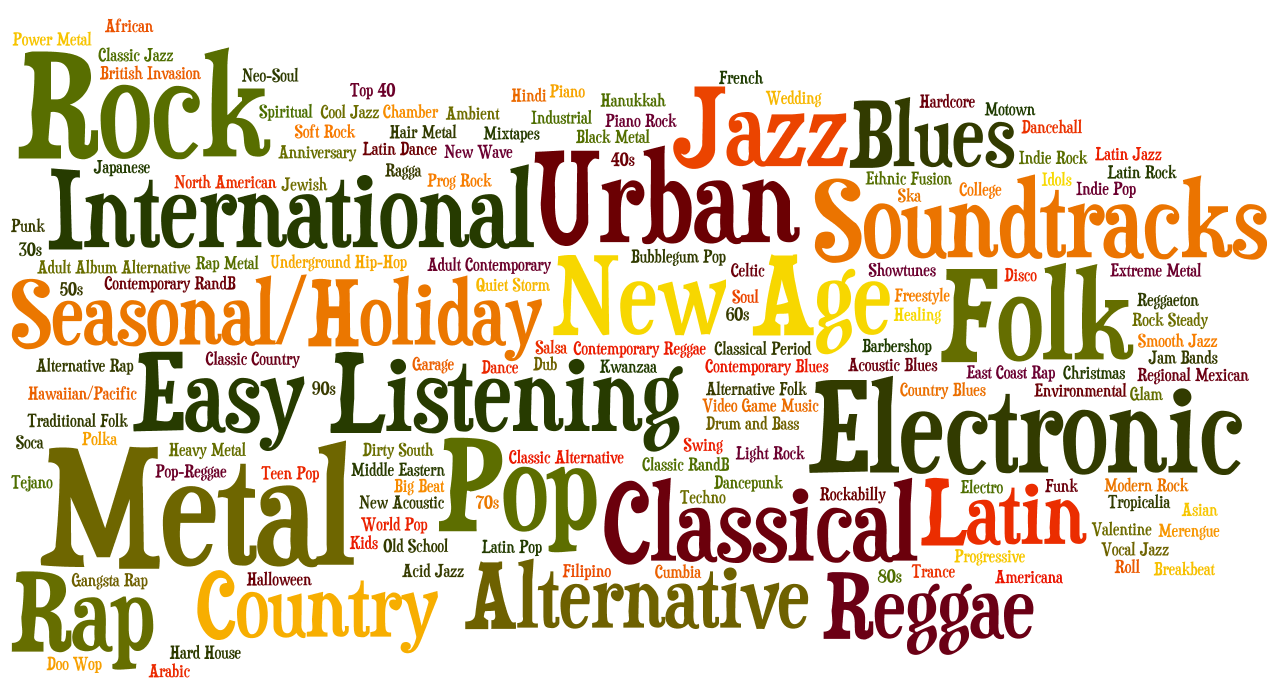 African
Power Metal
Classic Jazz
British Invasion
Rock
Neo-Soul
Top 40
Spiritual
Cool Jazz
Chamber
Ambient
Soft Rock
Hair Metal
Mixtapes
Anniversary
Latin Dance
New Wave
Hindi
Piano
Hanukkah
Industrial
Piano Rock
Black Metal
French
Wedding
Jazz
Blues
Hardcore
Motown
Dancehall
Indie Rock
Latin Jazz
Latin Rock
Japanese
North American
Jewish
Ragga
Prog Rock
40s
International
Urban
Ethnic Fusion
Ska
College
Idols
Indie Pop
Soundtracks
Punk
30s
Adult Album Alternative
Rap Metal
Underground Hip-Hop
Adult Contemporary
Bubblegum Pop
Celtic
Showtunes
Disco
Extreme Metal
50s
Contemporary RandB
Quiet Storm
Seasonal/Holiday
New Age
Soul
60s
Freestyle
Healing
Folk
Reggaeton
Rock Steady
Smooth Jazz
Jam Bands
Regional Mexican
Salsa
Contemporary Reggae
Classical Period
Barbershop
Alternative Rap
Classic Country
Garage
Dance
Dub
Kwanzaa
Contemporary Blues
Acoustic Blues
East Coast Rap
Christmas
Hawaiian/Pacific
Easy Listening
90s
Alternative Folk
Country Blues
Environmental
Glam
Video Game Music
Drum and Bass
Electronic
Traditional Folk
Soca
Polka
Heavy Metal
Dirty South
Swing
Light Rock
Tejano
Metal
Pop-Reggae
Teen Pop
Middle Eastern
Big Beat
New Acoustic
World Pop
Kids
Old School
Pop
70s
Classic Alternative
Classic RandB
Dancepunk
Techno
Rockabilly
Classical
Latin
Electro
Funk
Modern Rock
Tropicalia
Asian
Valentine
Merengue
Latin Pop
Progressive
Vocal Jazz
Roll
Breakbeat
Gangsta Rap
Halloween
Acid Jazz
Filipino
Cumbia
80s
Trance
Americana
Rap
Country
Alternative
Reggae
Doo Wop
Hard House
Arabic